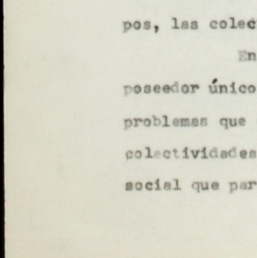 pos, las colec
En
poseedor único
problemas que
colectividades
social que par